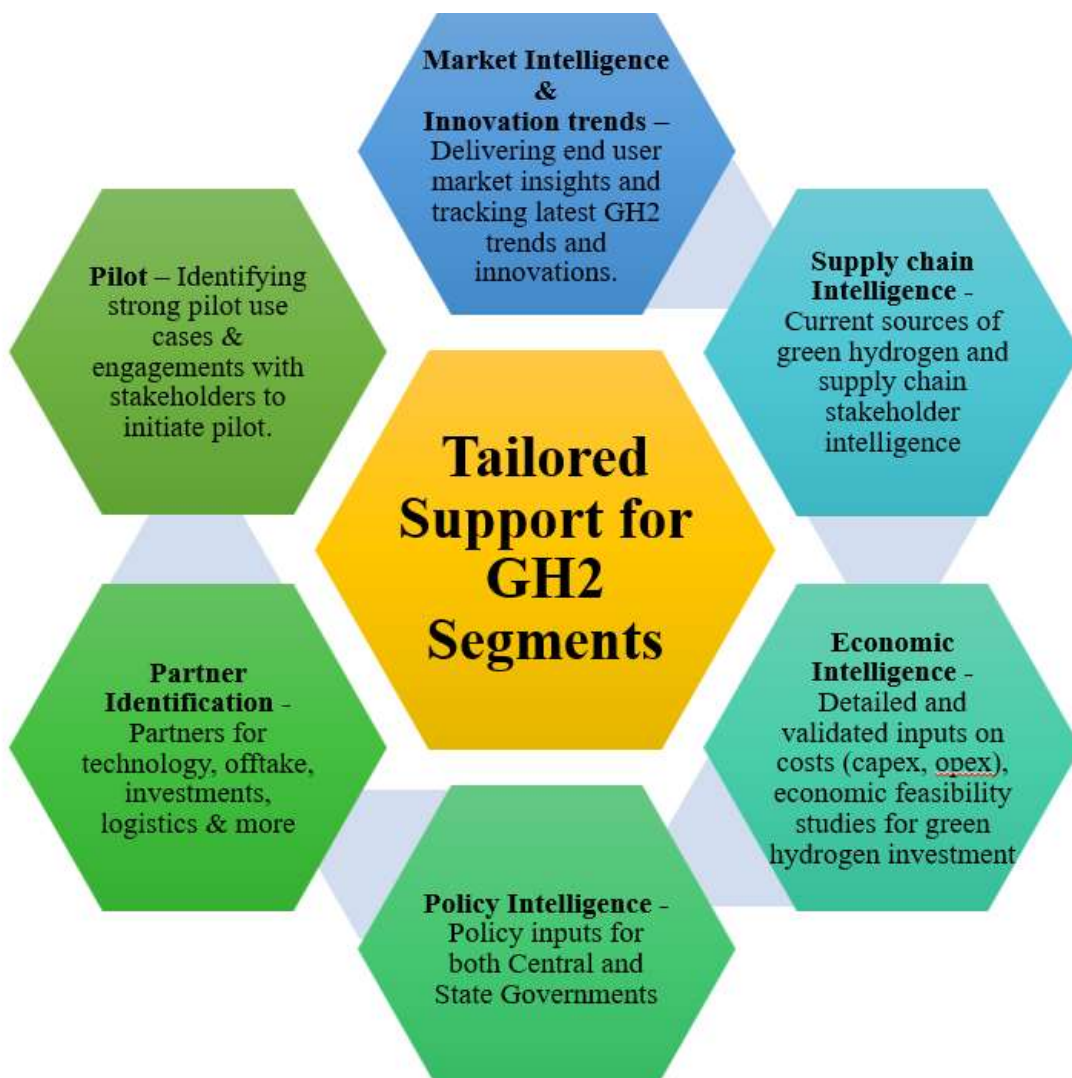 Market Intelligence
&
Innovation trends –
Delivering end user
market insights and
tracking latest GH2
trends and
innovations.
Supply chain
Intelligence -
Current sources of
green hydrogen and
supply chain
stakeholder
intelligence
Economic
Intelligence -
Detailed and
validated inputs on
costs (capex, opex),
economic feasibility
studies for green
hydrogen investment
Policy Intelligence -
Policy inputs for
both Central and
State Governments
Partner
Identification -
Partners for
technology, offtake,
investments,
logistics & more
Pilot – Identifying
strong pilot use
cases &
engagements with
stakeholders to
initiate pilot.
Tailored
Support for
GH2
Segments